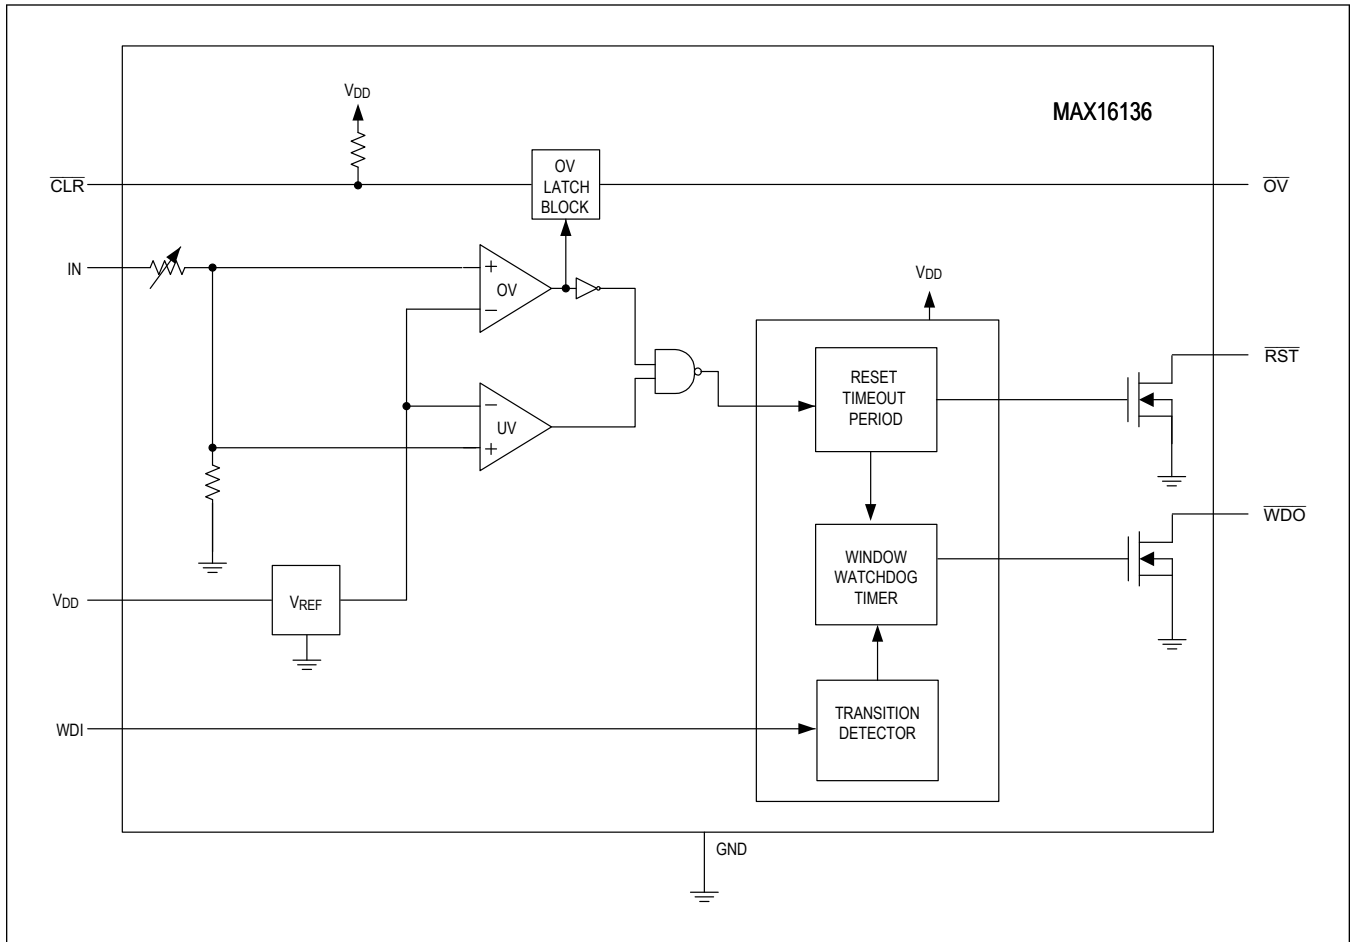 MAX16136
VDD
CLR
OV
LATCH
BLOCK
OV
IN
+
OV
−
VDD
RST
RESET
TIMEOUT
PERIOD
−
UV
+
WDO
WINDOW
WATCHDOG
TIMER
VDD
VREF
WDI
TRANSITION
DETECTOR
GND